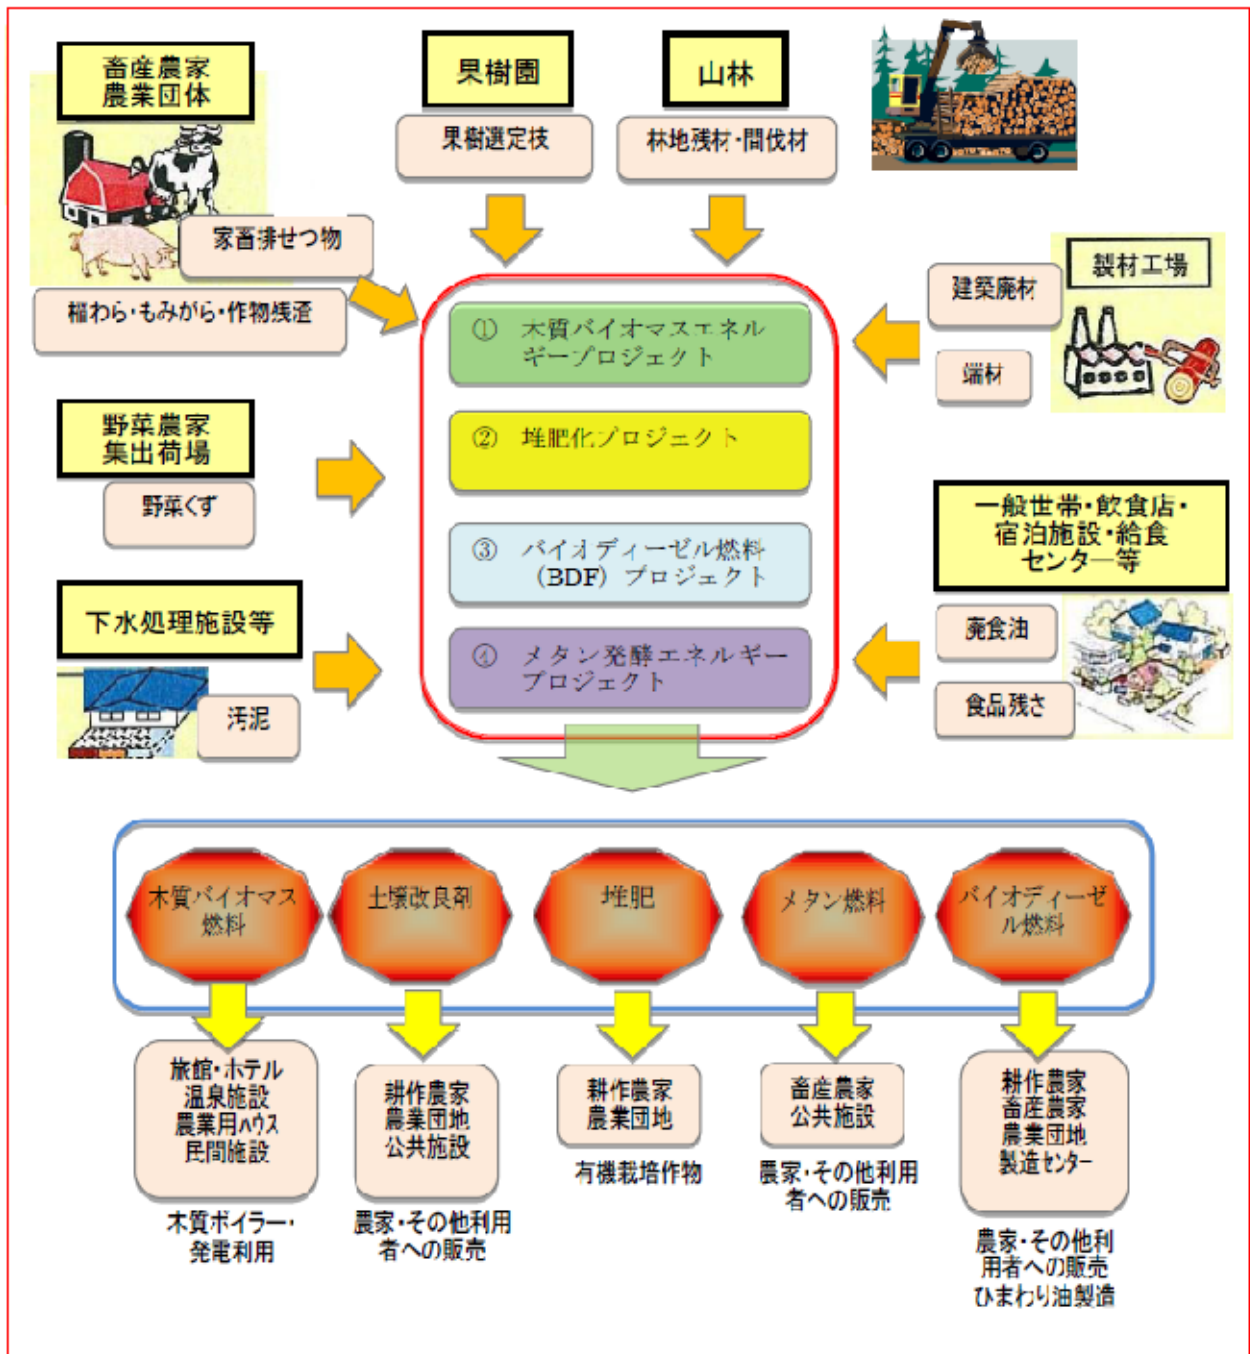 畜産農家
農業団体
果樹園
山林
果樹選定枝
林地残材・間伐材
家畜排せつ物
稲わら・もみがら・作物残渣
製材工場
建築廃材
端材
① 木質バイオマスエネル
ギープロジェクト
② 堆肥化プロジェクト
③ バイオディーゼル燃料
（BDF）プロジェクト
④ メタン発酵エネルギー
プロジェクト
野菜農家
集出荷場
野菜くず
下水処理施設等
汚泥
一般世帯・飲食店・
宿泊施設・給食
センター等
廃食油
食品残さ
木質バイオマス
燃料
土壌改良剤
堆肥
メタン燃料
バイオディーゼ
ル燃料
旅館・ホテル
温泉施設
農業用ハウス
民間施設
耕作農家
農業団地
公共施設
耕作農家
農業団地
畜産農家
公共施設
耕作農家
畜産農家
農業団地
製造センター
木質ボイラー・
発電利用
農家・その他利用
者への販売
有機栽培作物
農家・その他利用
者への販売
農家・その他利
用者への販売
ひまわり油製造